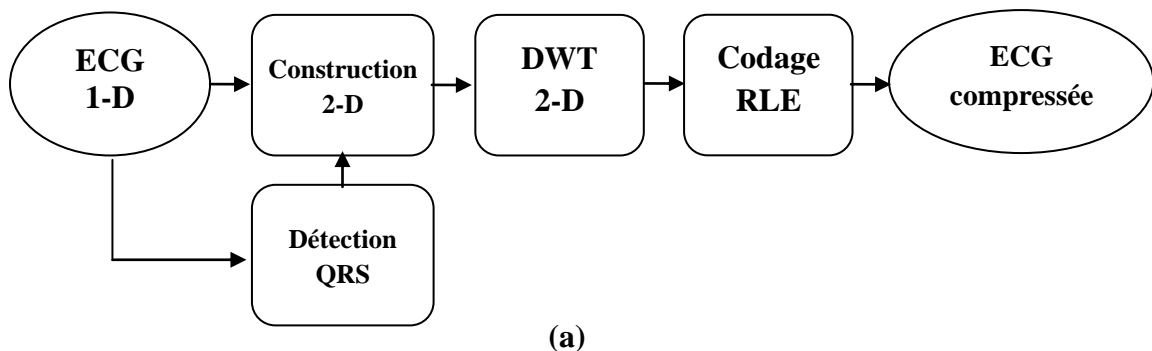 ECG
1-D
Construction
2-D
DWT
2-D
Codage
RLE
ECG
compressée
Détection
QRS
(a)